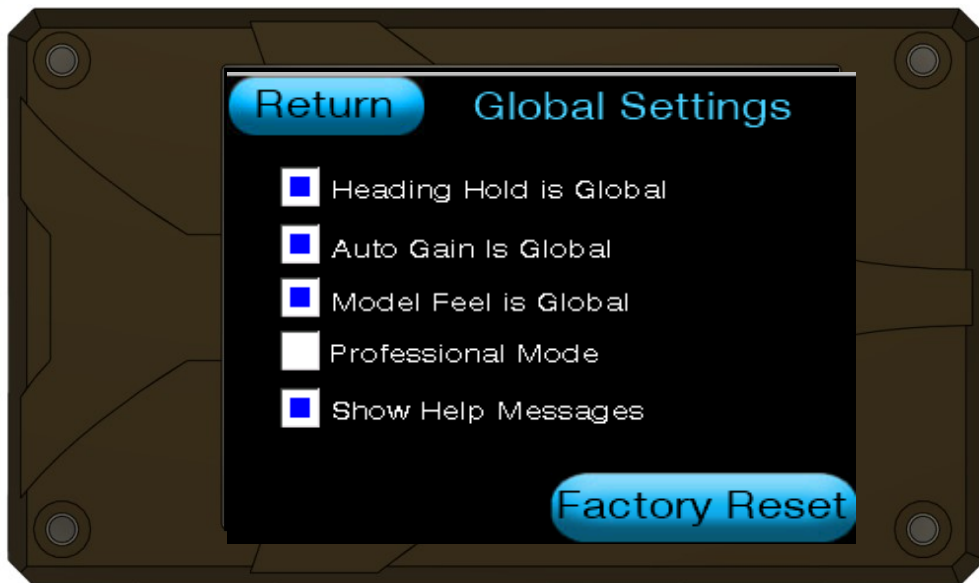 Return
Global Settings
Heading Hold is Global
Auto Gain Is Global
Model Feel is Global
Professional Mode
Show Help Messages
Factory Reset